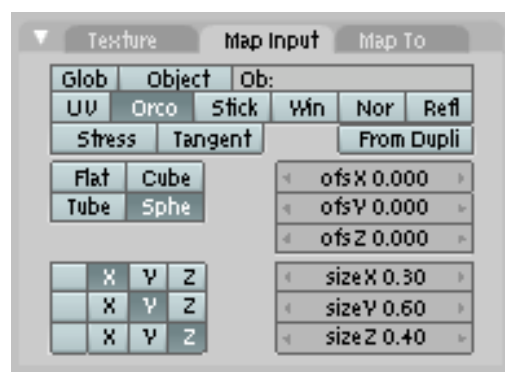 Texture Map Input Map To
Glob Object Ob:
UV Orco Stick Win Nor Refl
Stress Tangent From Dupli
Flat Cube ofsX 0.000
Tube Sphe ofsY 0.000
ofsZ 0.000
X Y Z sizeX 0.30
X Y Z sizeY 0.60
X Y Z sizeZ 0.40